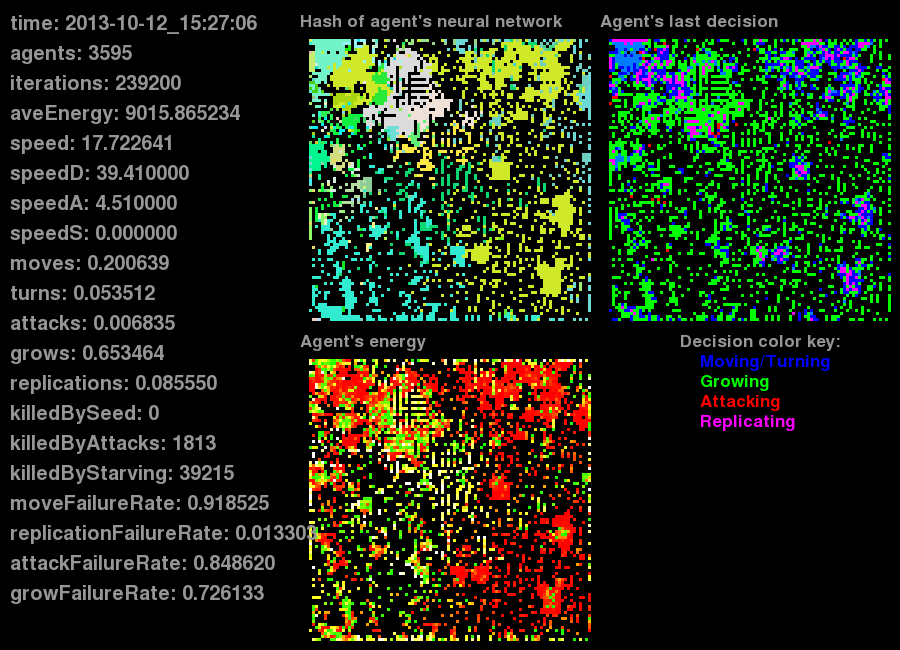 time: 2013-10-12_15:27:06
agents: 3595
iterations: 239200
aveEnergy: 9015.865234
speed: 17.722641
speedD: 39.410000
speedA: 4.510000
speedS: 0.000000
moves: 0.200639
turns: 0.053512
attacks: 0.006835
grows: 0.653464
replications: 0.085550
killedBySeed: 0
killedByAttacks: 1813
killedByStarving: 39215
moveFailureRate: 0.918525
replicationFailureRate: 0.013303
attackFailureRate: 0.848620
growFailureRate: 0.726133
Hash of agent's neural network
Agent's last decision
Agent's energy
Decision color key:
Moving/Turning
Growing
Attacking
Replicating